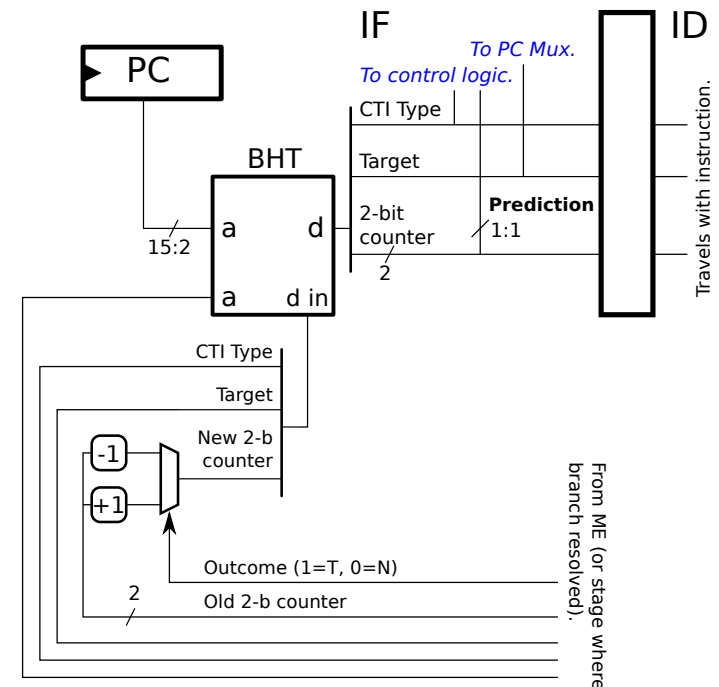 IF
ID
To PC Mux.
To control logic.
PC
CTI Type
BHT
Target
Prediction
a
d
2-bit
counter
1:1
15:2
2
a
d in
Travels with instruction.
CTI Type
Target
New 2-b
counter
-1
+1
Outcome (1=T, 0=N)
2
Old 2-b counter
From ME (or stage where
branch resolved).